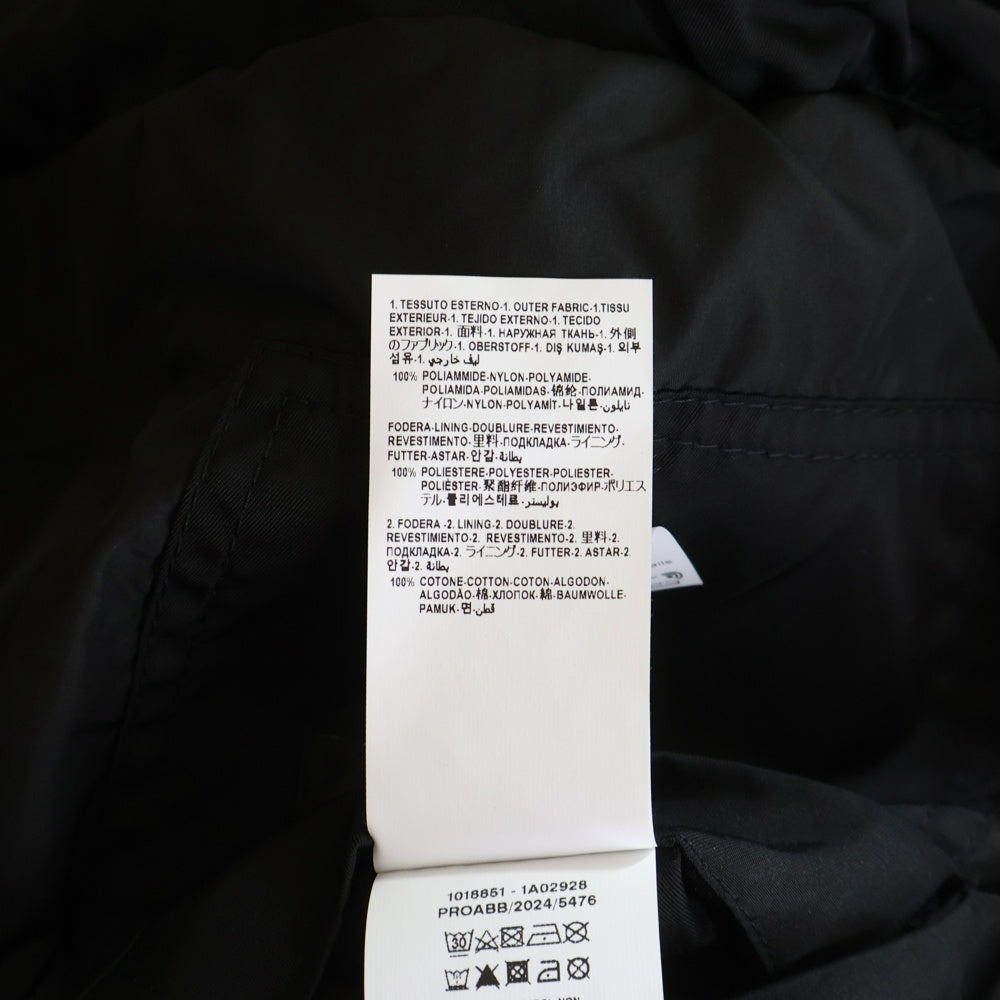 1. TESSUTO ESTERNO-1. OUTER FABRIC-1.TISSU
EXTERIEUR-1. TEJIDO EXTERNO-1. TECIDO
EXTERIOR-1. 面料-1. НАРУЖНАЯ ТКАНЬ-1. 外側
のファブリック-1. OBERSTOFF-1. DIŞ KUMAŞ-1. 외부
섬유-1. ليف خارجي
100% POLIAMMIDE-NYLON-POLYAMIDE-
POLIAMIDA-POLIAMIDAS-锦纶-ПОЛИАМИД-
ナイロン-NYLON-POLYAMİT-나일론-نايلون
FODERA-LINING-DOUBLURE-REVESTIMENTO-
REVESTIMENTO-里料-ПОДКЛАДКА-ライニング-
FUTTER-ASTAR-안감-بطانة
100% POLIESTERE-POLYESTER-POLIESTER-
POLIÉSTER-聚酯纤维-ПОЛИЭФИР-ポリエス
テル-폴리에스테르-بوليستر
2. FODERA -2. LINING-2. DOUBLURE-2.
REVESTIMENTO-2. REVESTIMENTO-2. 里料-2.
ПОДКЛАДКА-2. ライニング-2. FUTTER-2. ASTAR-2.
안감-2. بطانة
100% COTONE-COTTON-COTON-ALGODON-
ALGODÃO-棉-ХЛОПОК-綿-BAUMWOLLE-
PAMUK-면-قطن
1018851 - 1A02928
PROABB/2024/5476
30